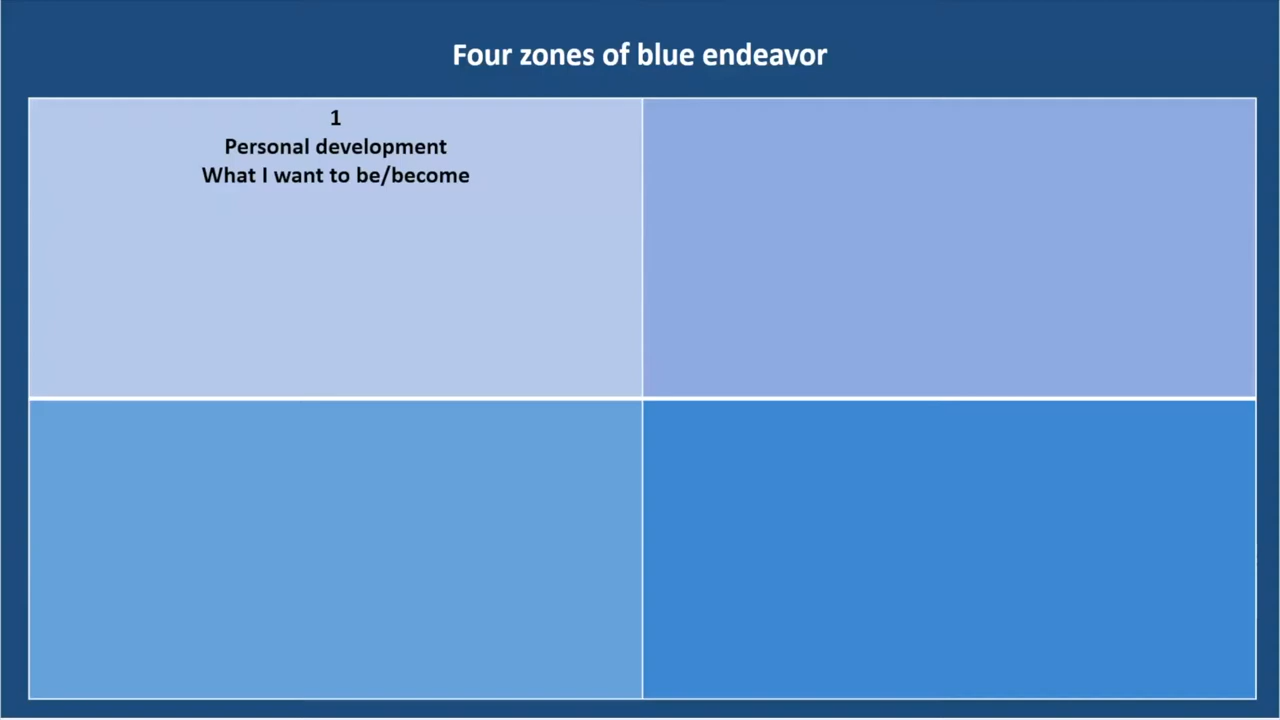 Four zones of blue endeavor
1
Personal development
What I want to be/become